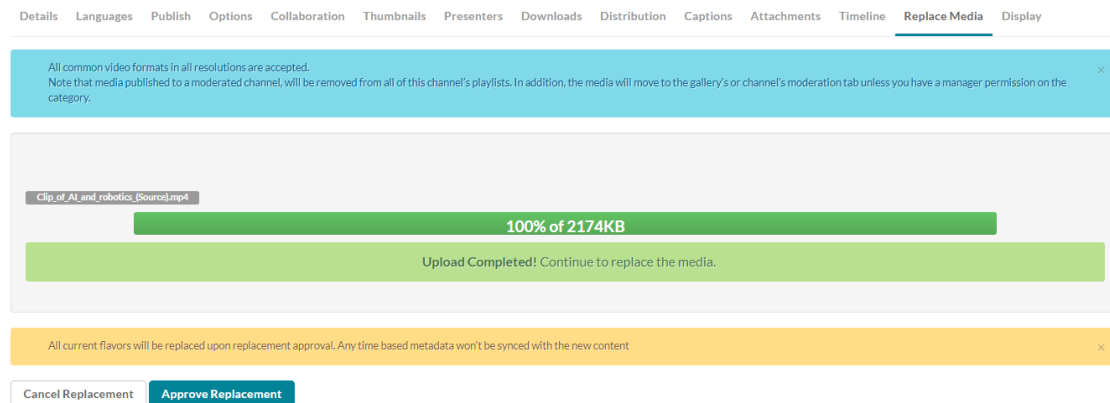 Details Languages Publish Options Collaboration Thumbnails Presenters Downloads Distribution Captions Attachments Timeline Replace Media Display
All common video formats in all resolutions are accepted.
Note that media published to a moderated channel, will be removed from all of this channel's playlists. In addition, the media will move to the gallery's or channel's moderation tab unless you have a manager permission on the
category.
Clip_of_AI_and_robotics_(Source).mp4
100% of 2174KB
Upload Completed! Continue to replace the media.
All current flavors will be replaced upon replacement approval. Any time based metadata won't be synced with the new content
Cancel Replacement Approve Replacement